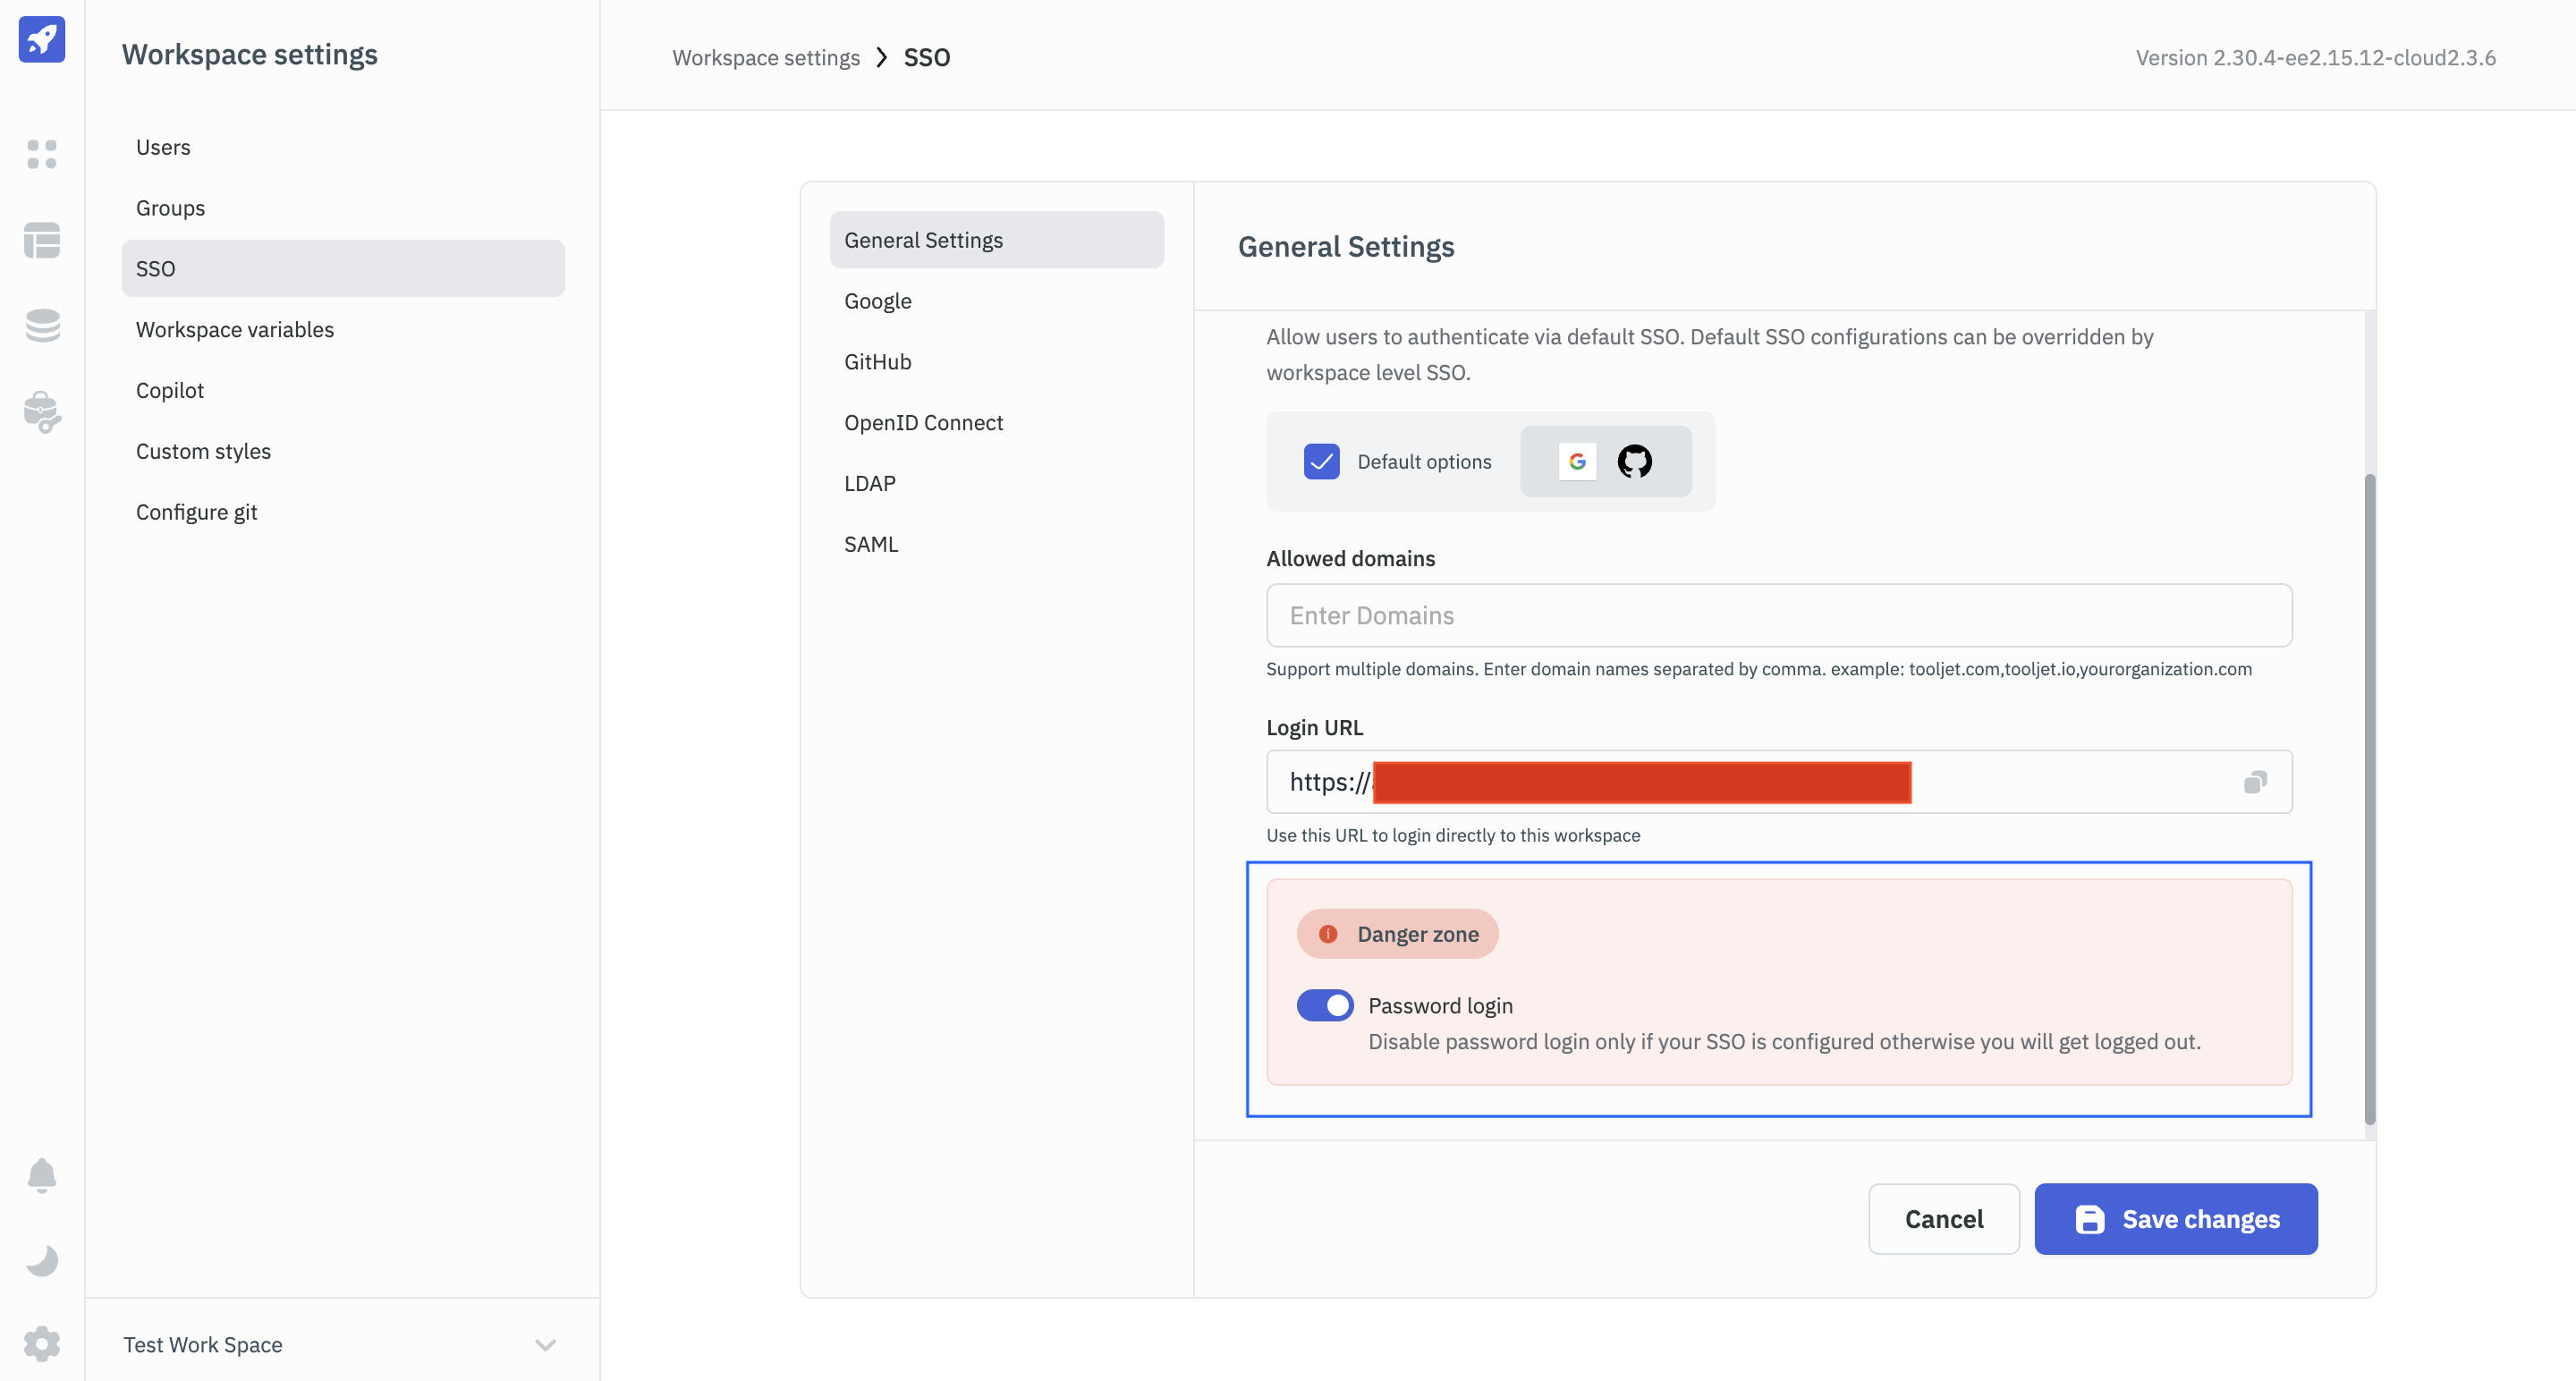 Workspace settings
Users
Groups
SSO
Workspace variables
Copilot
Custom styles
Configure git
Test Work Space
Workspace settings > SSO
Version 2.30.4-ee2.15.12-cloud2.3.6
General Settings
Google
GitHub
OpenID Connect
LDAP
SAML
General Settings
Allow users to authenticate via default SSO. Default SSO configurations can be overridden by
workspace level SSO.
Default options
Allowed domains
Enter Domains
Support multiple domains. Enter domain names separated by comma. example: tooljet.com,tooljet.io,yourorganization.com
Login URL
https://
Use this URL to login directly to this workspace
Danger zone
Password login
Disable password login only if your SSO is configured otherwise you will get logged out.
Cancel
Save changes